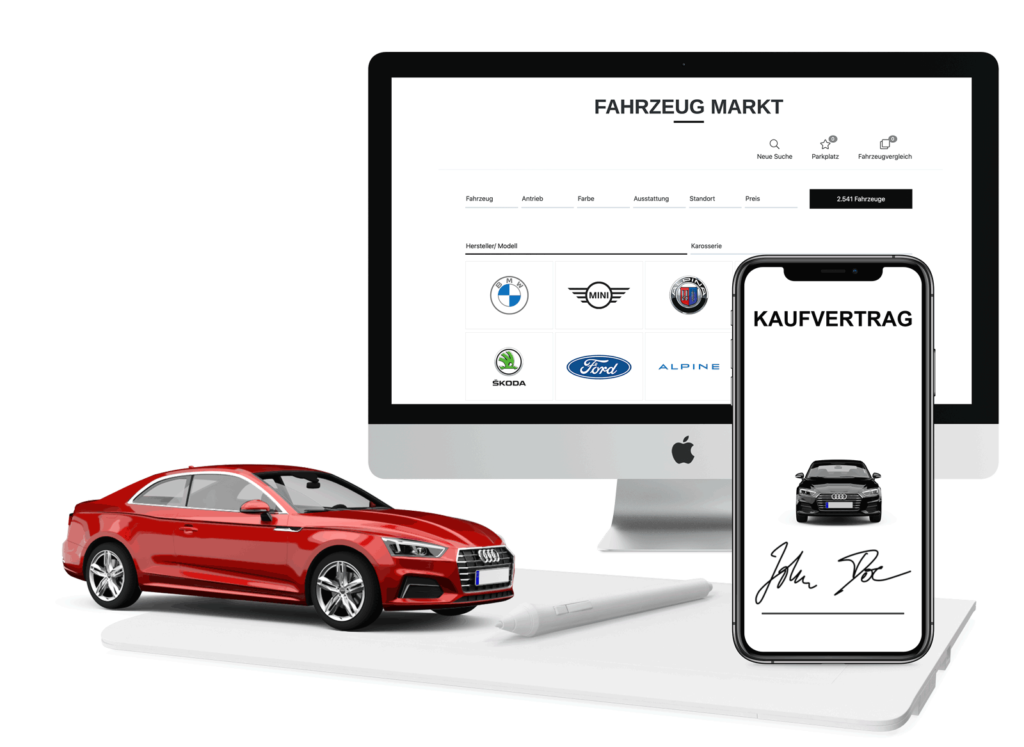 FAHRZEUG MARKT
0
0
Neue Suche
Parkplatz
Fahrzeugvergleich
Fahrzeug
Antrieb
Farbe
Ausstattung
Standort
Preis
2.541 Fahrzeuge
Hersteller/ Modell
Karosserie
BMW
MINI
ALPINA
ŠKODA
Ford
ALPINE
KAUFVERTRAG
John Doe